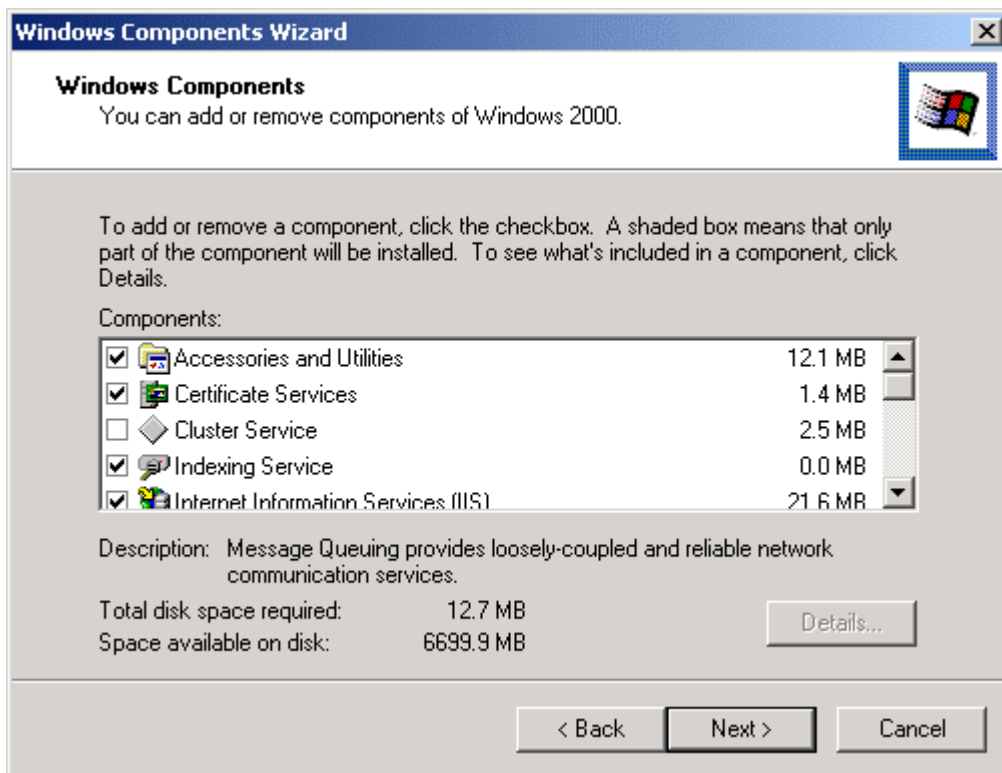 Windows Components Wizard
Windows Components
You can add or remove components of Windows 2000.
To add or remove a component, click the checkbox.  A shaded box means that only
part of the component will be installed.  To see what's included in a component, click
Details.
Components:
Accessories and Utilities 12.1 MB
Certificate Services 1.4 MB
Cluster Service 2.5 MB
Indexing Service 0.0 MB
Internet Information Services (IIS) 21.6 MB
Description: Message Queuing provides loosely-coupled and reliable network
communication services.
Total disk space required: 12.7 MB
Space available on disk: 6699.9 MB
Details...
< Back Next > Cancel